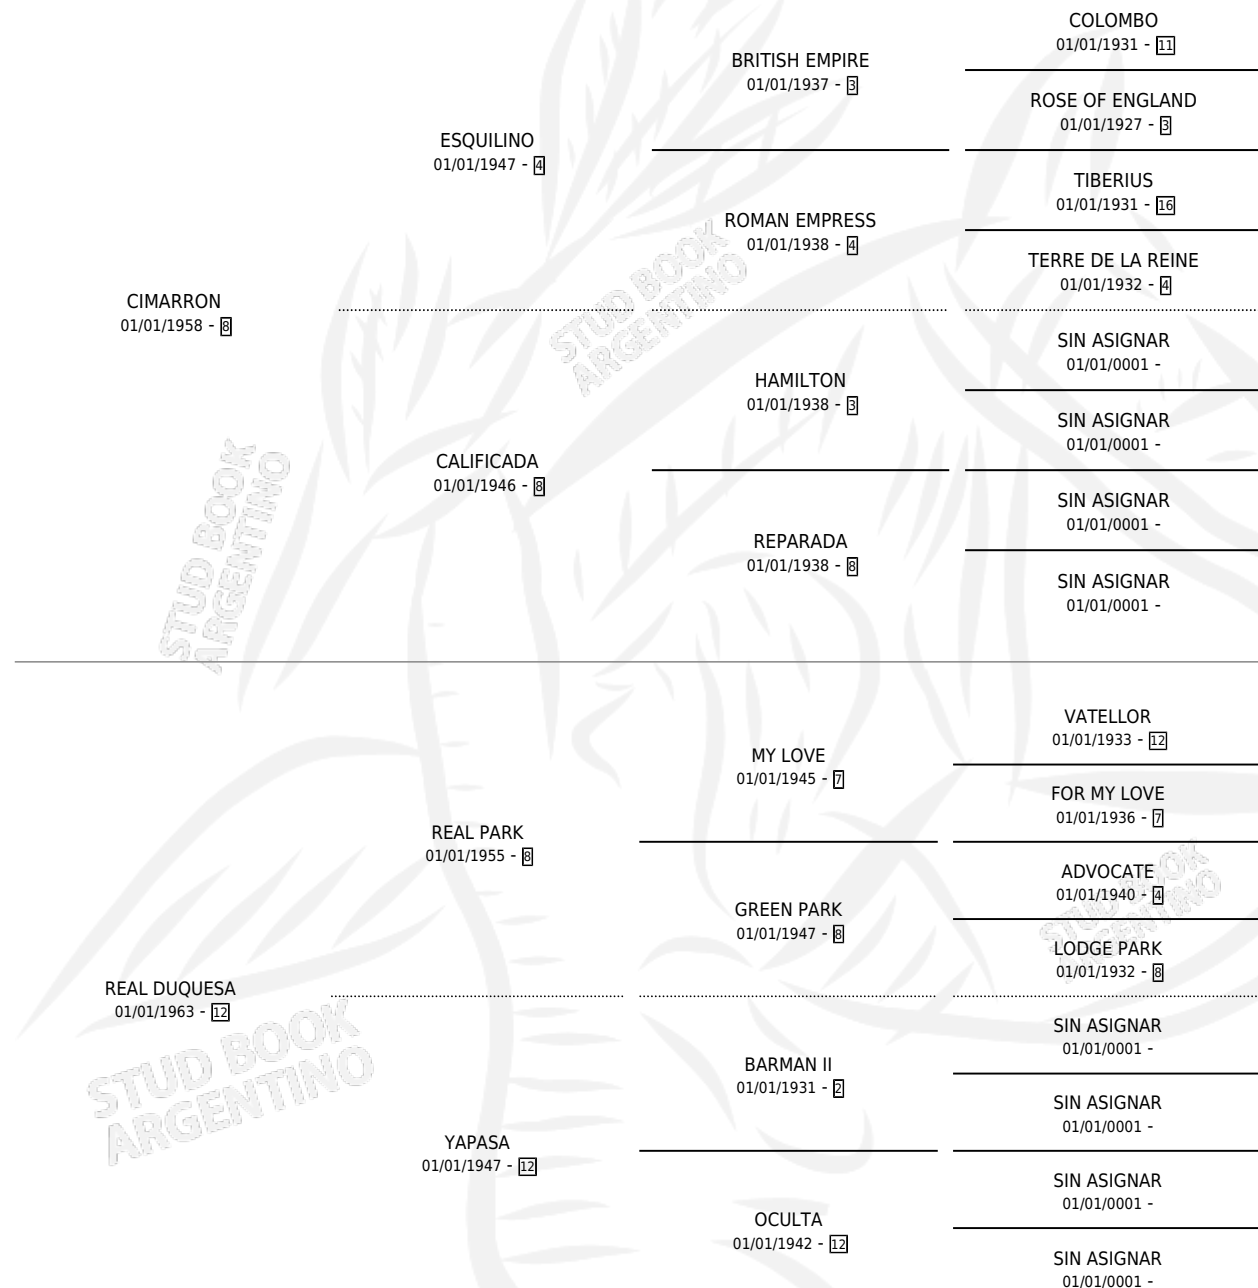 COLOMBO
01/01/1931 - 11
BRITISH EMPIRE
01/01/1937 - 3
ROSE OF ENGLAND
01/01/1927 - 3
ESQUILINO
01/01/1947 - 4
TIBERIUS
01/01/1931 - 16
ROMAN EMPRESS
01/01/1938 - 4
TERRE DE LA REINE
01/01/1932 - 4
CIMARRON
01/01/1958 - 8
STUD BOOK
ARGENTINO
SIN ASIGNAR
01/01/0001 -
HAMILTON
01/01/1938 - 3
SIN ASIGNAR
01/01/0001 -
CALIFICADA
01/01/1946 - 8
SIN ASIGNAR
01/01/0001 -
REPARADA
01/01/1938 - 8
SIN ASIGNAR
01/01/0001 -
STUD BOOK
ARGENTINO
VATELLOR
01/01/1933 - 12
MY LOVE
01/01/1945 - 7
FOR MY LOVE
01/01/1936 - 7
REAL PARK
01/01/1955 - 8
ADVOCATE
01/01/1940 - 4
GREEN PARK
01/01/1947 - 8
STUD BOOK
ARGENTINO
LODGE PARK
01/01/1932 - 8
REAL DUQUESA
01/01/1963 - 12
STUD BOOK
ARGENTINO
SIN ASIGNAR
01/01/0001 -
BARMAN II
01/01/1931 - 2
SIN ASIGNAR
01/01/0001 -
YAPASA
01/01/1947 - 12
SIN ASIGNAR
01/01/0001 -
OCULTA
01/01/1942 - 12
SIN ASIGNAR
01/01/0001 -